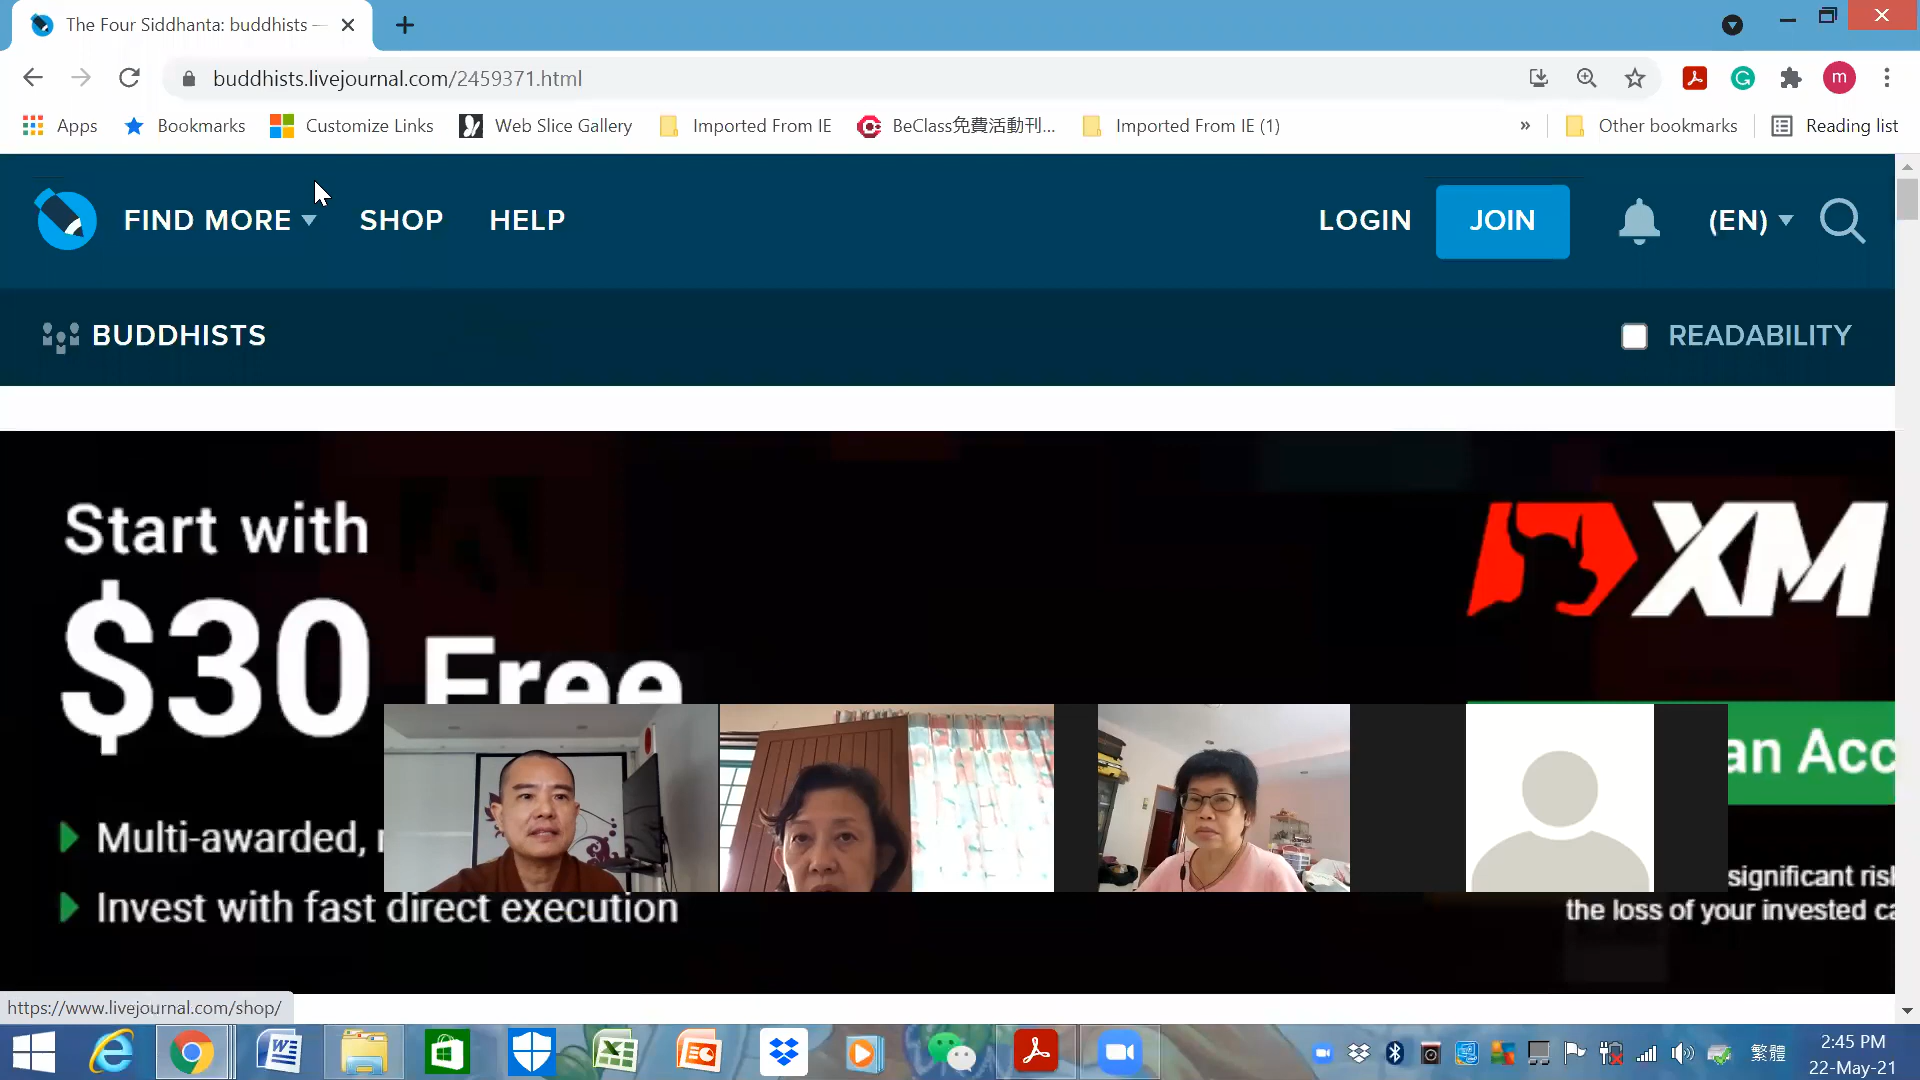 The Four Siddhanta: buddhists —
buddhists.livejournal.com/2459371.html
m
Apps
Bookmarks
Customize Links
Web Slice Gallery
Imported From IE
BeClass免費活動刊...
Imported From IE (1)
»
Other bookmarks
Reading list
FIND MORE
SHOP
HELP
LOGIN
JOIN
(EN)
BUDDHISTS
READABILITY
Start with
XM
$30 Free
an Acc
Multi-awarded, r
significant risk
Invest with fast direct execution
the loss of your invested ca
https://www.livejournal.com/shop/
繁體
2:45 PM
22-May-21